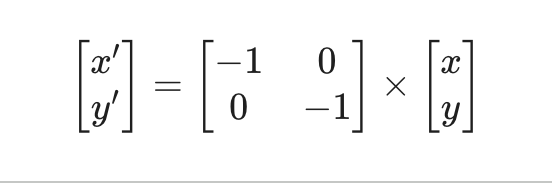 [x′ y′] = [−1 0 0 −1] × [x y]